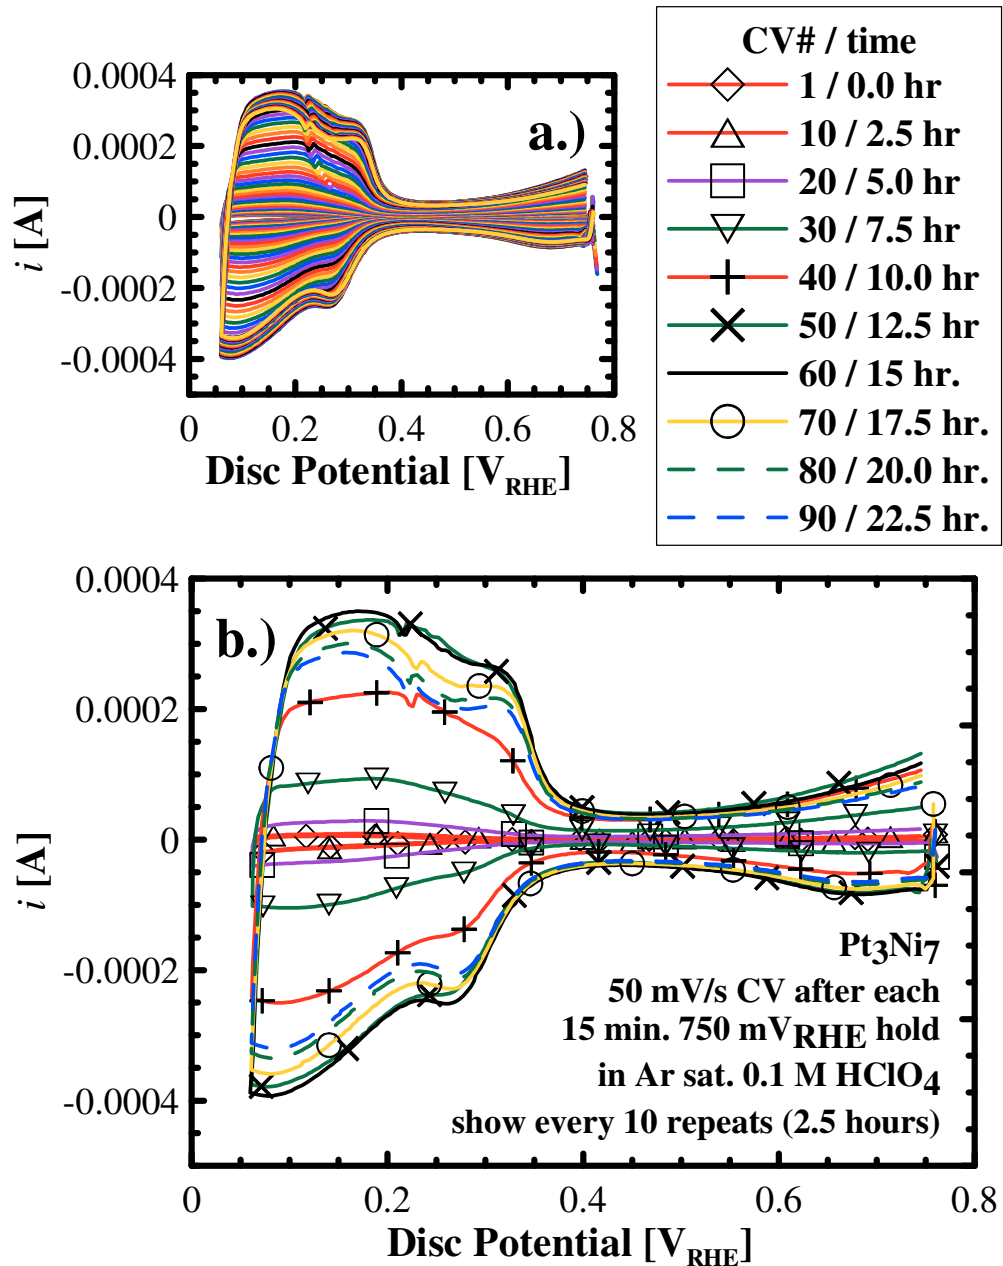 CV# / time
1 / 0.0 hr
10 / 2.5 hr
20 / 5.0 hr
30 / 7.5 hr
40 / 10.0 hr
50 / 12.5 hr
60 / 15 hr.
70 / 17.5 hr.
80 / 20.0 hr.
90 / 22.5 hr.
a.)
i [A]
0.0004
0.0002
0
-0.0002
-0.0004
0 0.2 0.4 0.6 0.8
Disc Potential [VRHE]
b.)
i [A]
0.0004
0.0002
0
-0.0002
-0.0004
Pt3Ni7
50 mV/s CV after each
15 min. 750 mVRHE hold
in Ar sat. 0.1 M HClO4
show every 10 repeats (2.5 hours)
0 0.2 0.4 0.6 0.8
Disc Potential [VRHE]